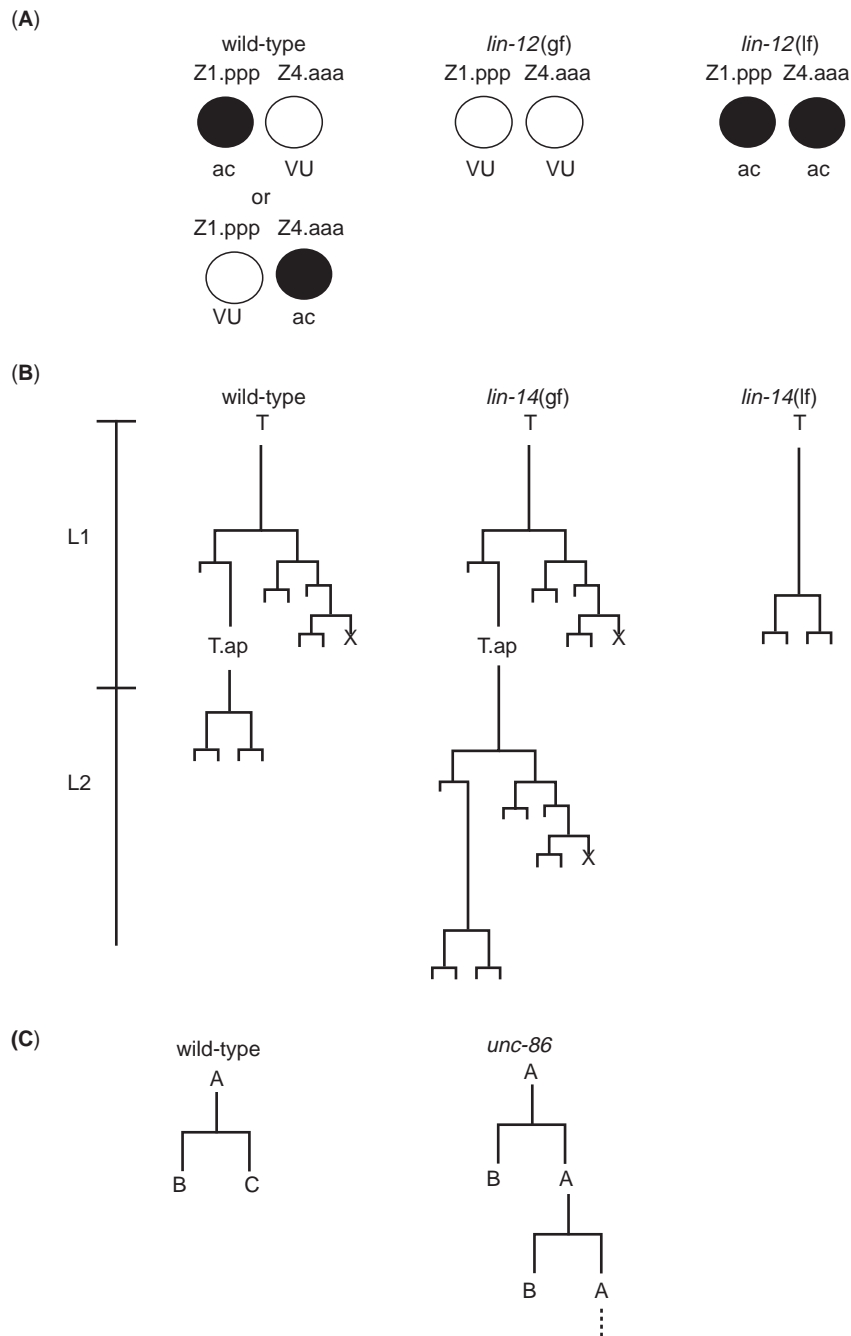 (A)
wild-type lin-12(gf) lin-12(lf)
Z1.ppp Z4.aaa Z1.ppp Z4.aaa Z1.ppp Z4.aaa
ac VU VU VU ac ac
or
Z1.ppp Z4.aaa
VU ac
(B)
wild-type lin-14(gf) lin-14(lf)
T T T
L1
X X
T.ap T.ap
L2
X
(C)
wild-type unc-86
A A
B C B A
B A